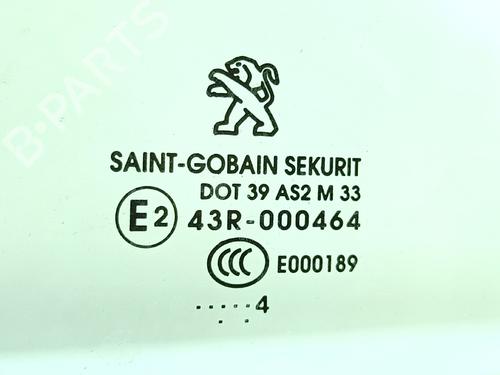 B-PARTS
SAINT-GOBAIN SEKURIT
DOT 39 AS2 M 33
E2 43R-000464
CCC E000189
.....4
. .